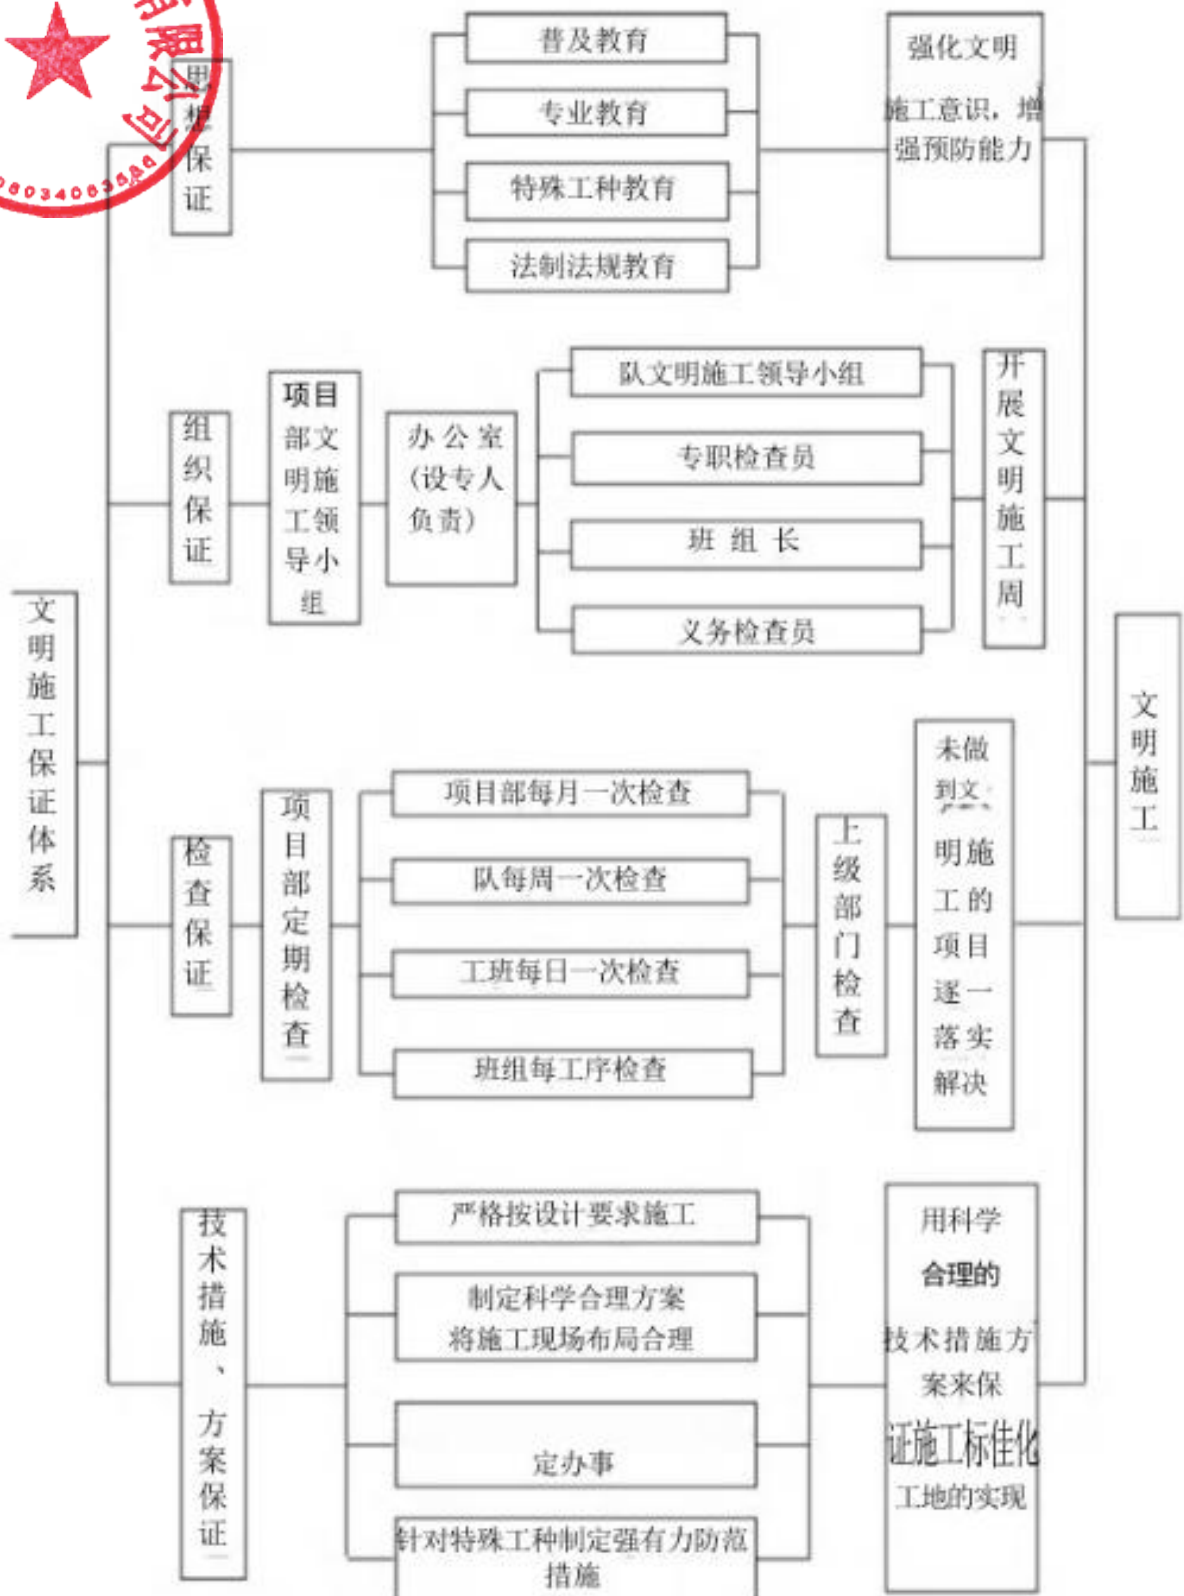 有限公司
思想保证
普及教育
专业教育
特殊工种教育
法制法规教育
强化文明
施工意识，增
强预防能力
组织保证
项目
部文
明施
工领
导小
组
办公室
(设专人
负责)
队文明施工领导小组
专职检查员
班组长
义务检查员
开展文明施工周
文明施工保证体系
检查保证
项目部定期检查
项目部每月一次检查
队每周一次检查
工班每日一次检查
班组每工序检查
上级部门检查
未做
到文
明施
工的
项目
逐一
落实
解决
文明施工
技术措施、方案保证
严格按设计要求施工
制定科学合理方案
将施工现场布局合理
定办事
针对特殊工种制定强有力防范
措施
用科学
合理的
技术措施方
案来保
证施工标佳化
工地的实现